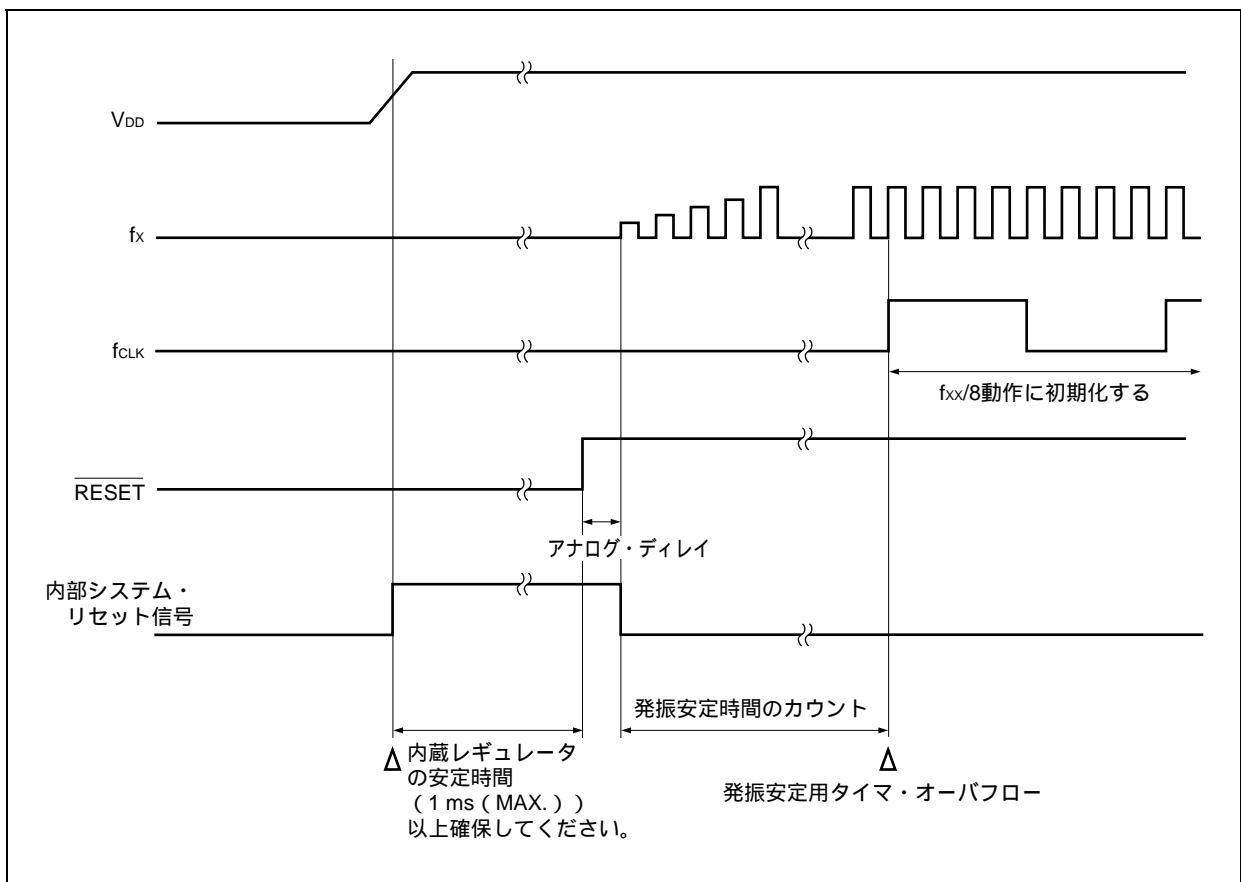 VDD
fX
fCLK
fXX/8動作に初期化する
RESET
アナログ・ディレイ
内部システム・
リセット信号
発振安定時間のカウント
内蔵レギュレータ
の安定時間
（1 ms（MAX.））
以上確保してください。
発振安定用タイマ・オーバフロー